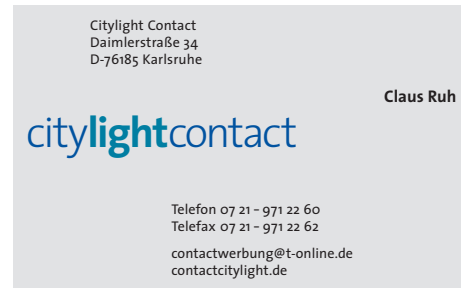 Citylight Contact
Daimlerstraße 34
D-76185 Karlsruhe
Claus Ruh
citylightcontact
Telefon 07 21 – 971 22 60
Telefax 07 21 – 971 22 62
contactwerbung@t-online.de
contactcitylight.de